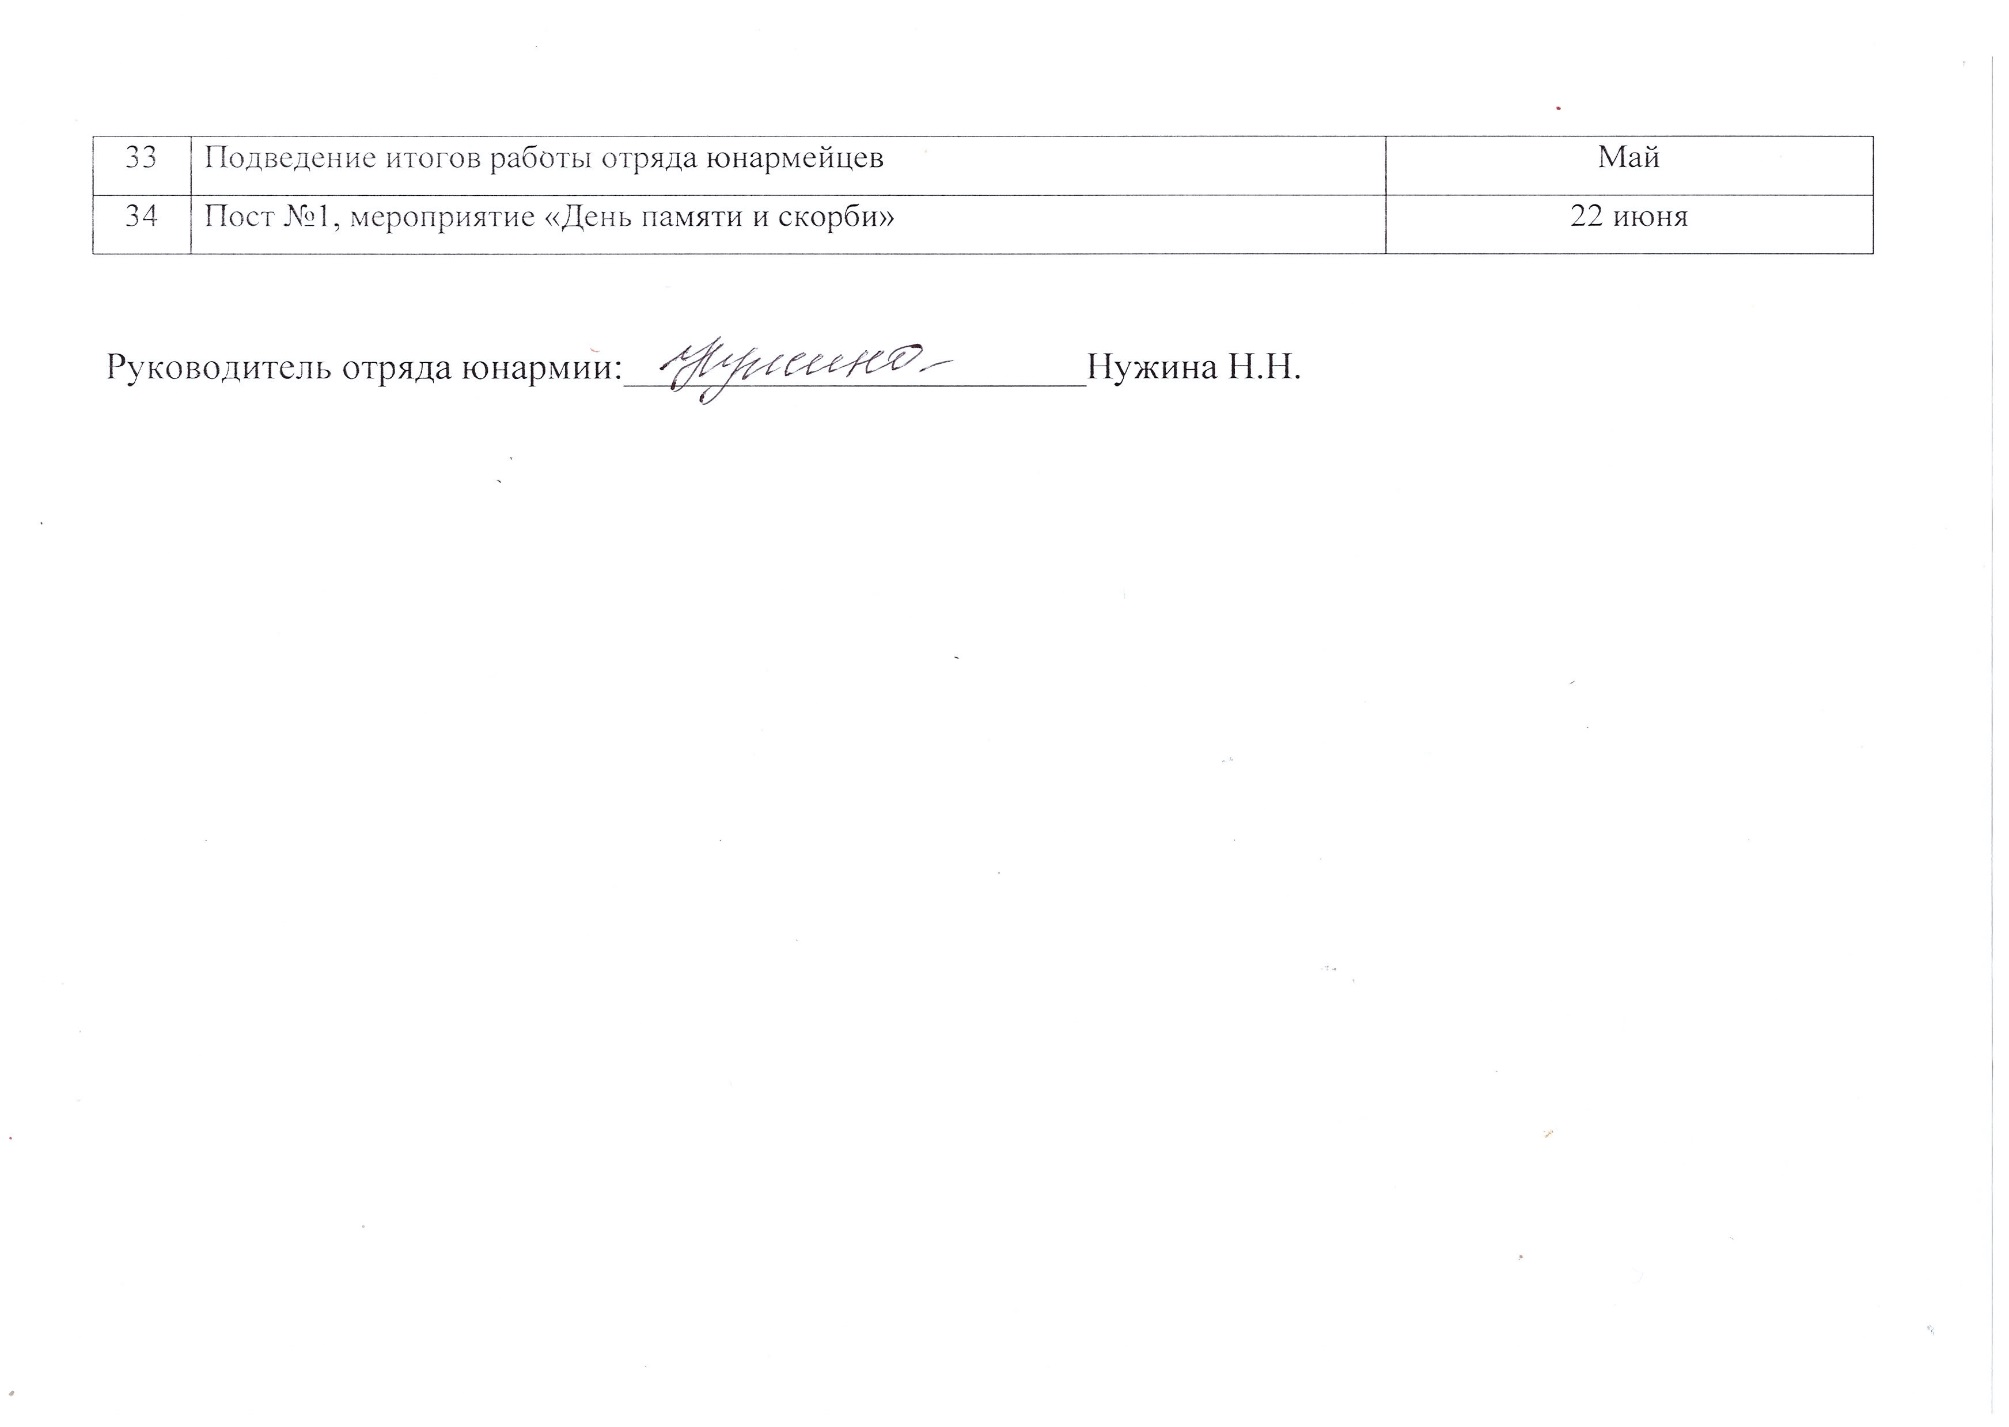 33 Подведение итогов работы отряда юнармейцев Май
34 Пост №1, мероприятие «День памяти и скорби» 22 июня
Руководитель отряда юнармии: Нужина Н.Н.